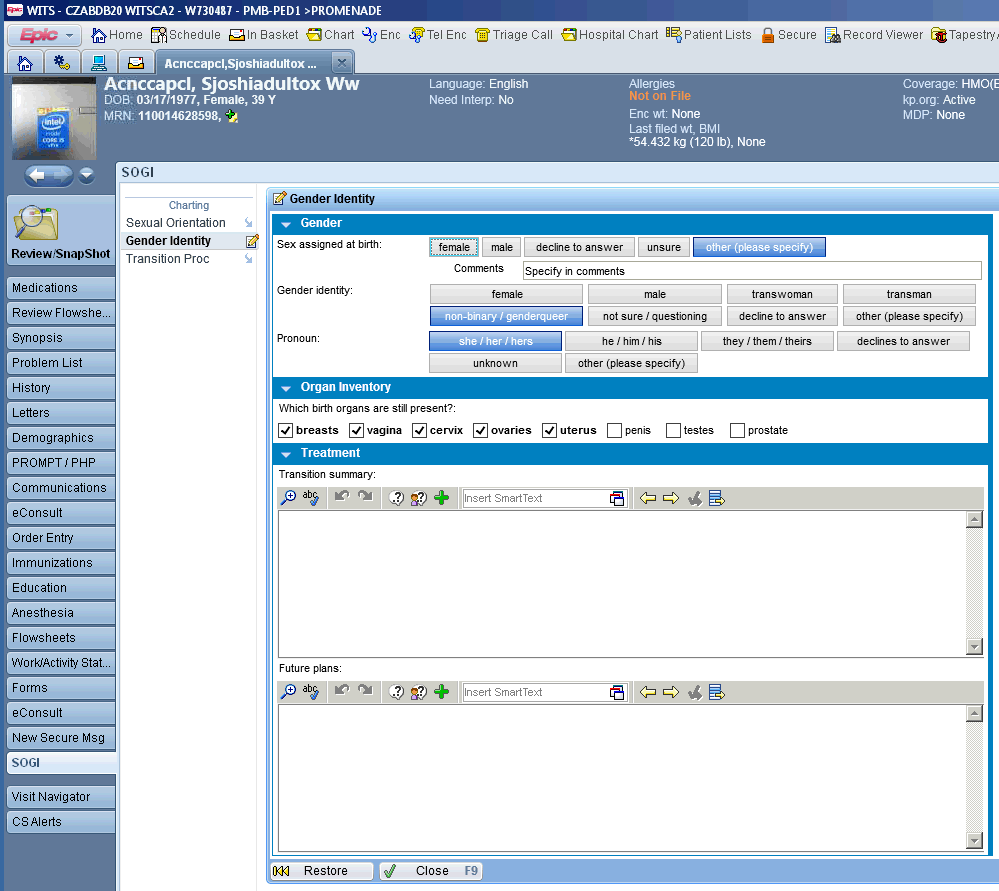 Epic WITS - CZABDB20 WITSCA2 - W730487 - PMB-PED1 >PROMENADE
Epic Home Schedule In Basket Chart Enc Tel Enc Triage Call Hospital Chart Patient Lists Secure Record Viewer Tapestry/
Acnccapcl,Sjoshiadultox ...
Acnccapcl, Sjoshiadultox Ww
DOB: 03/17/1977, Female, 39 Y
MRN: 110014628598,
intel
CORE i5
Language: English
Need Interp: No
Allergies
Not on File
Enc wt: None
Last filed wt, BMI
*54.432 kg (120 lb), None
Coverage: HMO(E
kp.org: Active
MDP: None
Review/SnapShot
Medications
Review Flowshe...
Synopsis
Problem List
History
Letters
Demographics
PROMPT / PHP
Communications
eConsult
Order Entry
Immunizations
Education
Anesthesia
Flowsheets
Work/Activity Stat...
Forms
eConsult
New Secure Msg
SOGI
Visit Navigator
CS Alerts
SOGI
Charting
Sexual Orientation
Gender Identity
Transition Proc
Gender Identity
Gender
Sex assigned at birth: female male decline to answer unsure other (please specify)
Comments Specify in comments
Gender identity: female male transwoman transman
non-binary / genderqueer not sure / questioning decline to answer other (please specify)
Pronoun: she / her / hers he / him / his they / them / theirs declines to answer
unknown other (please specify)
Organ Inventory
Which birth organs are still present?:
breasts vagina cervix ovaries uterus penis testes prostate
Treatment
Transition summary:
abc Insert SmartText
Future plans:
abc Insert SmartText
Restore Close F9